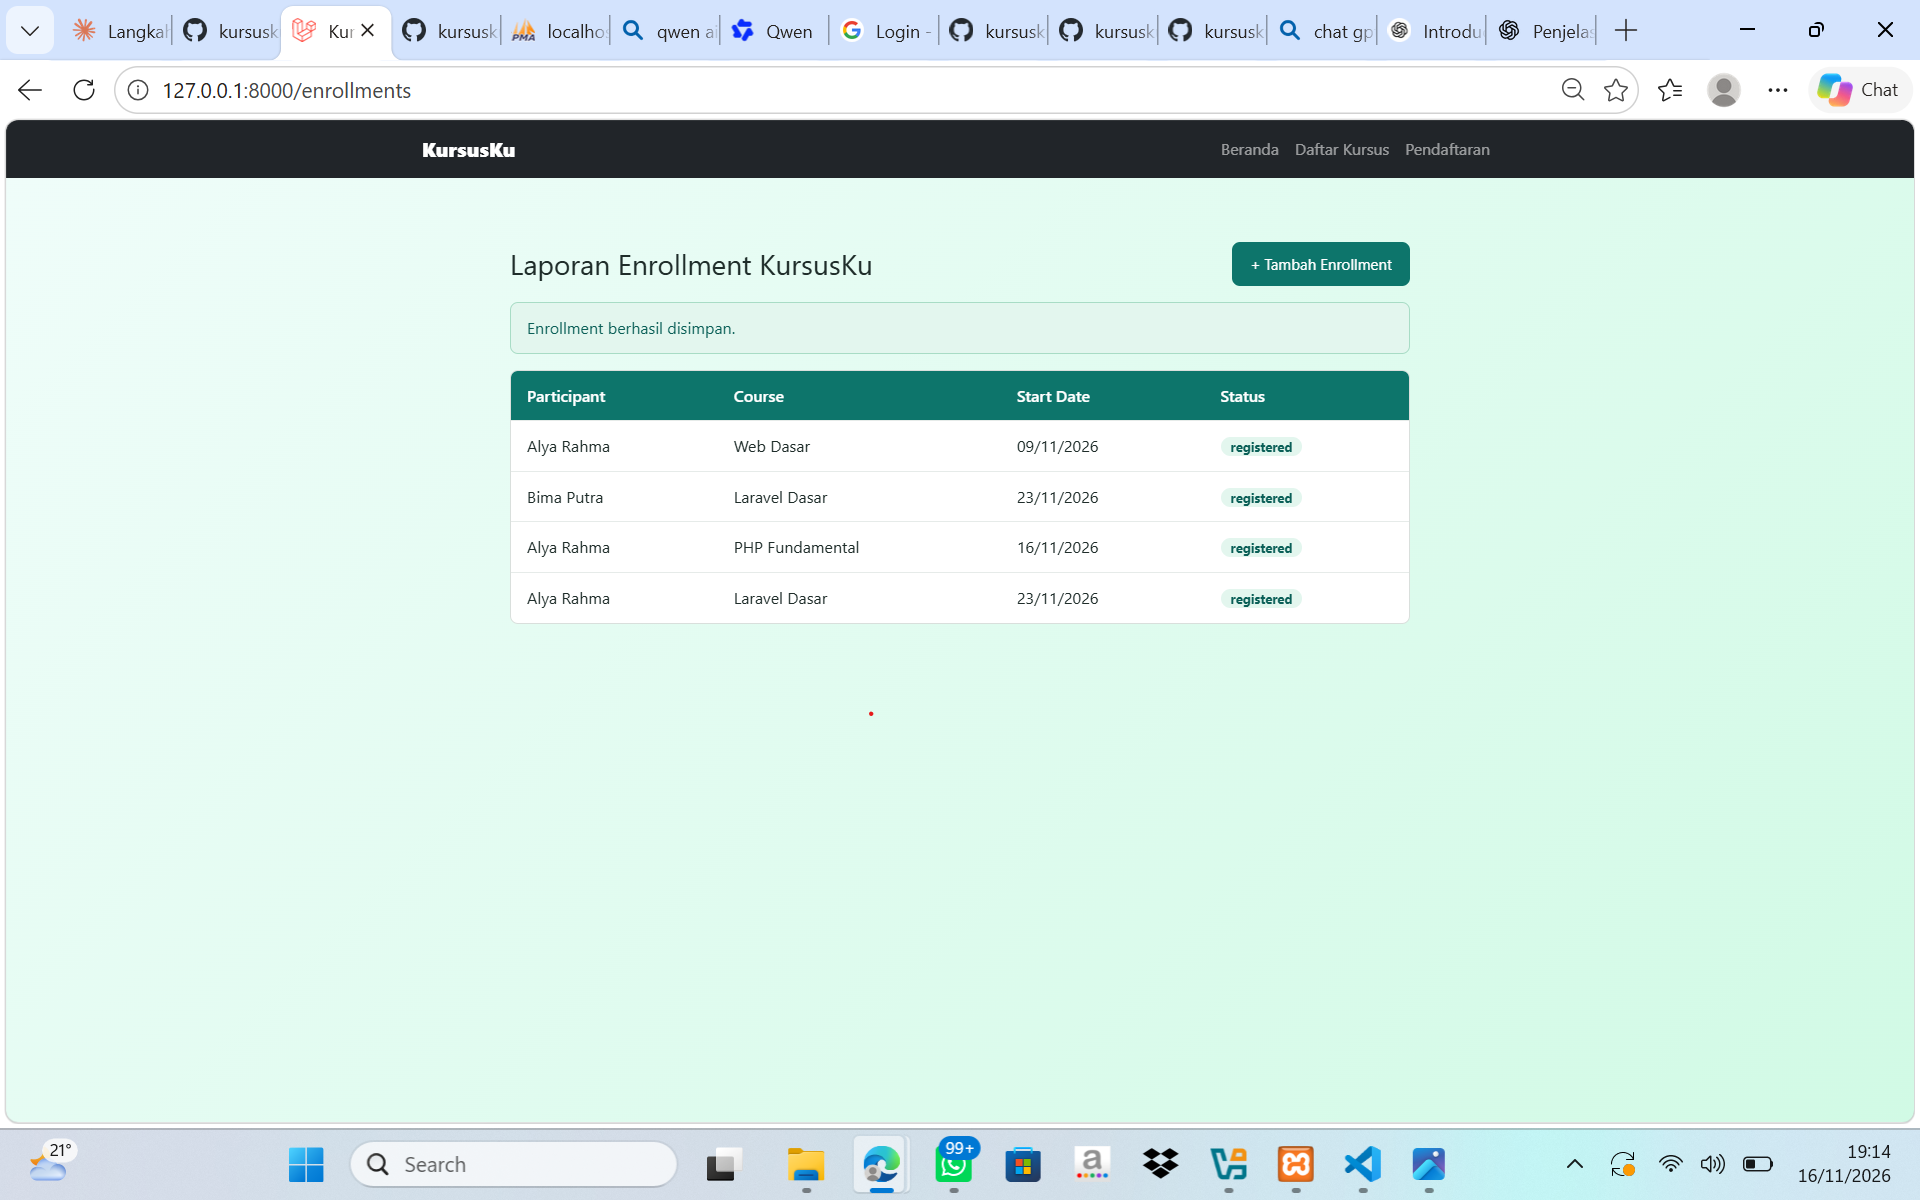 Langkah
kursusk
Kur
kursusk
localhos
qwen ai
Qwen
Login -
kursusk
kursusk
kursusk
chat gp
Introdu
Penjelas
127.0.0.1:8000/enrollments
Chat
KursusKu
Beranda Daftar Kursus Pendaftaran
Laporan Enrollment KursusKu
+ Tambah Enrollment
Enrollment berhasil disimpan.
Participant Course Start Date Status
Alya Rahma Web Dasar 09/11/2026 registered
Bima Putra Laravel Dasar 23/11/2026 registered
Alya Rahma PHP Fundamental 16/11/2026 registered
Alya Rahma Laravel Dasar 23/11/2026 registered
21°
Search
99+
19:14
16/11/2026